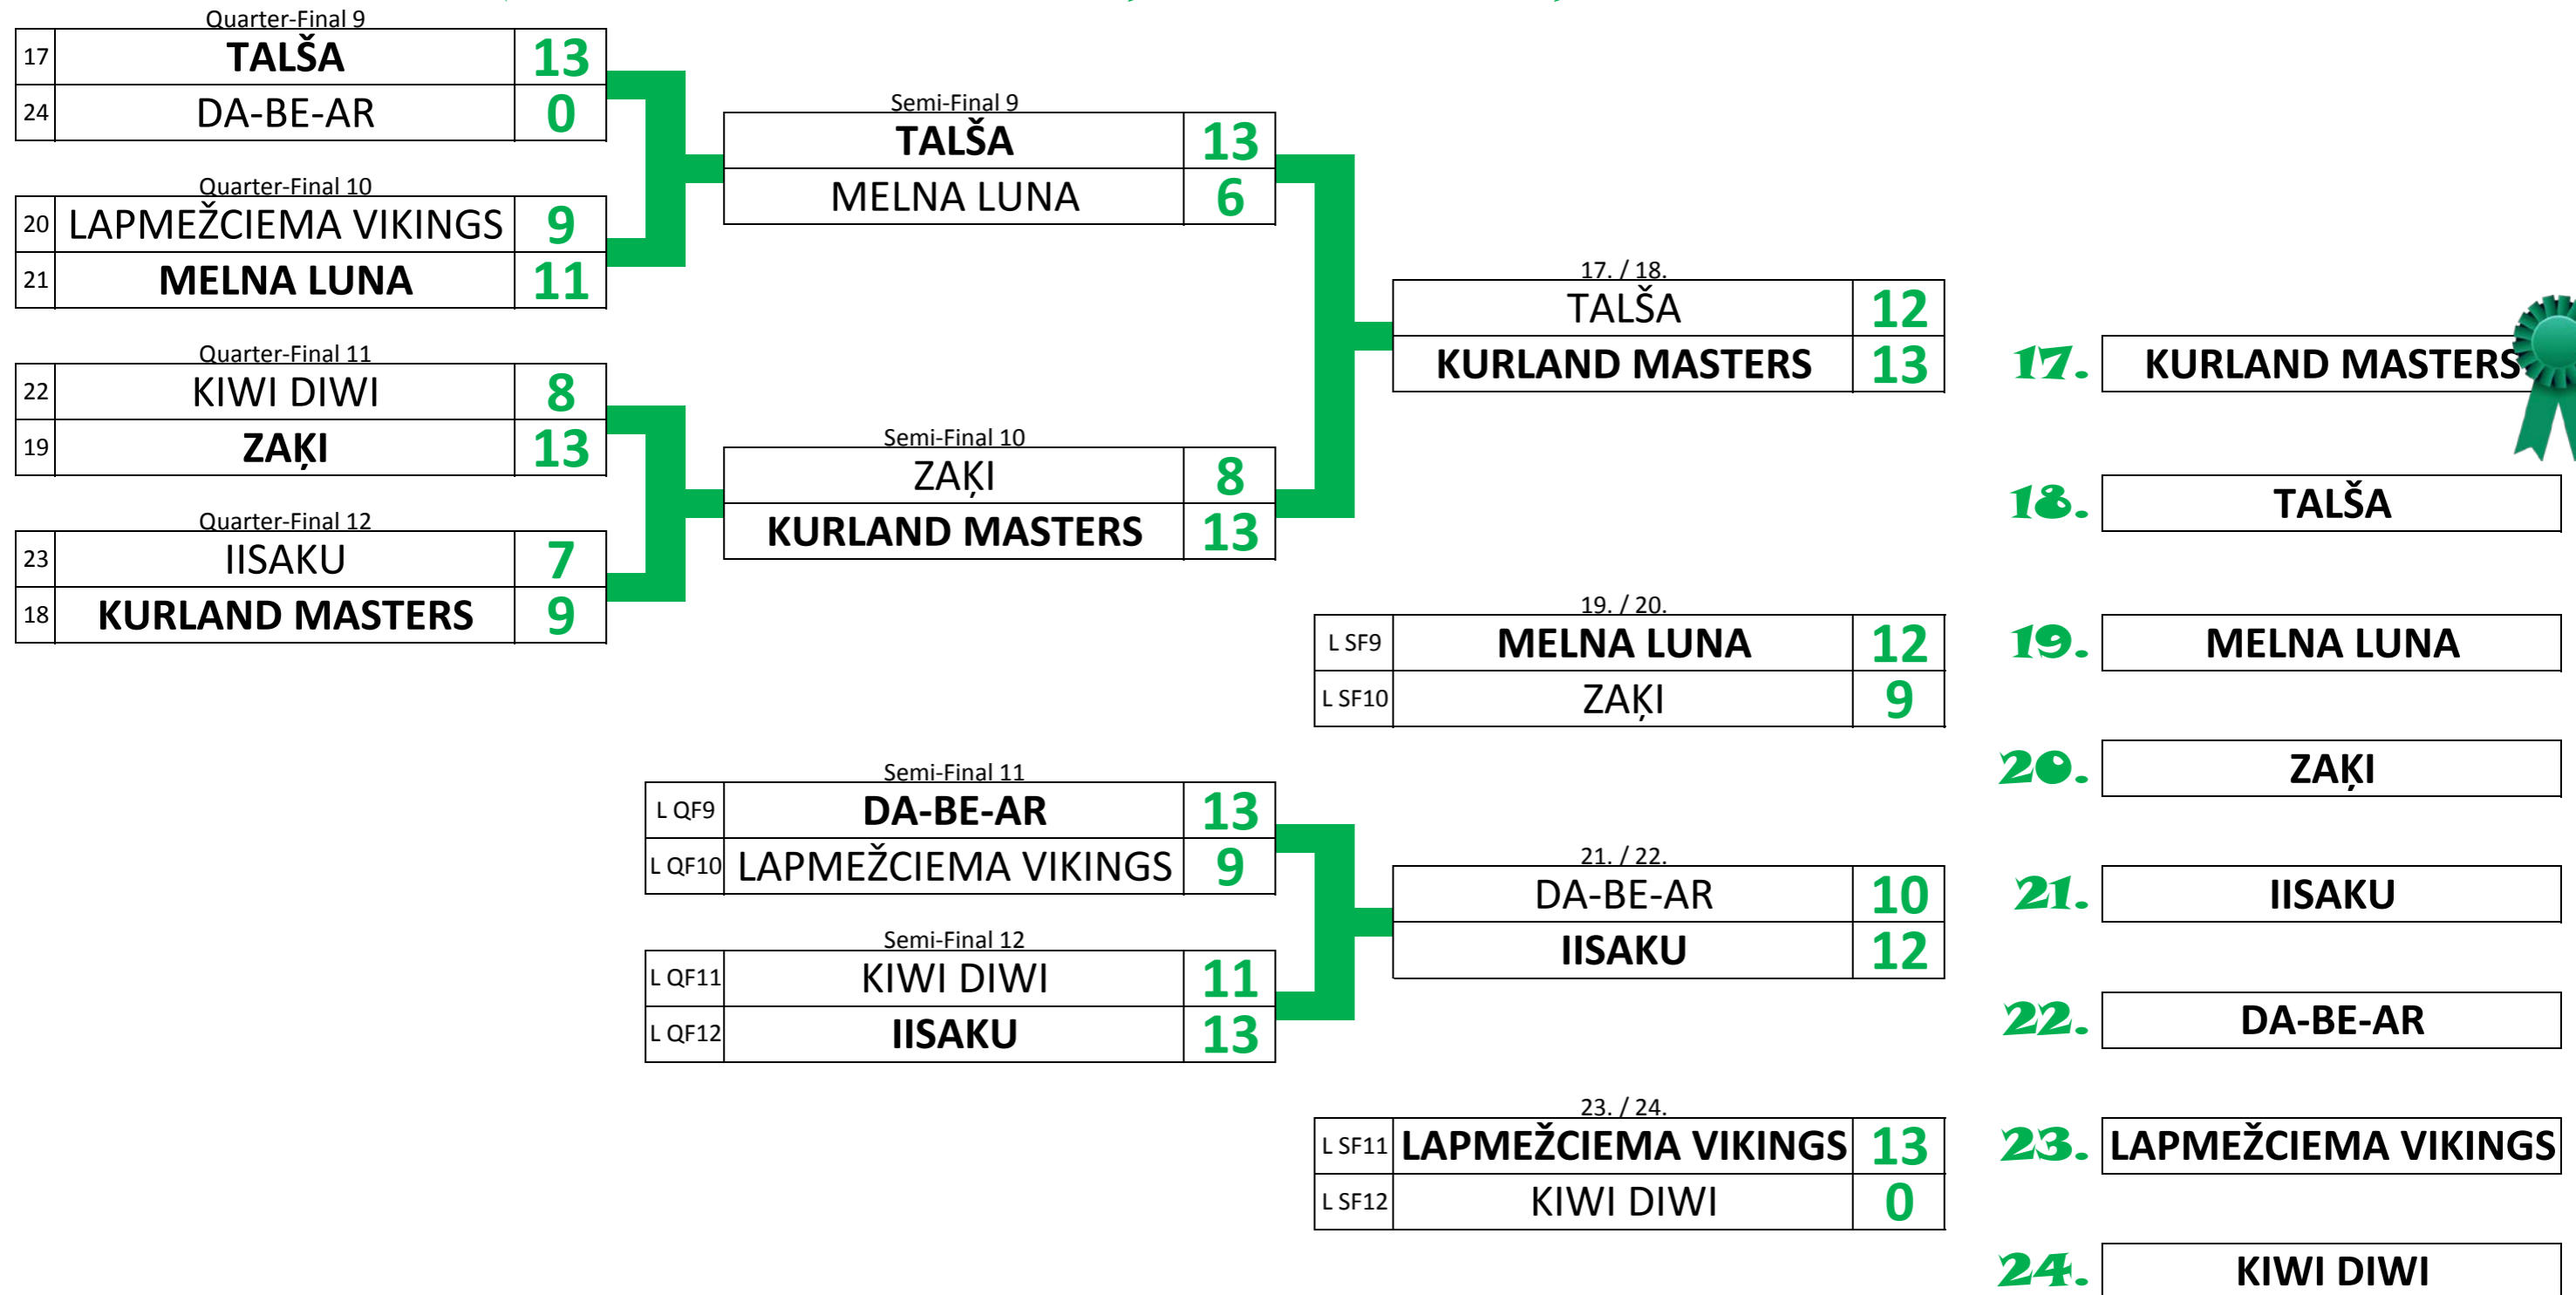 Quarter-Final 9
17 TALŠA 13
24 DA-BE-AR 0
Quarter-Final 10
20 LAPMEŽCIEMA VIKINGS 9
21 MELNA LUNA 11
Quarter-Final 11
22 KIWI DIWI 8
19 ZAĶI 13
Quarter-Final 12
23 IISAKU 7
18 KURLAND MASTERS 9
Semi-Final 9
TALŠA 13
MELNA LUNA 6
Semi-Final 10
ZAĶI 8
KURLAND MASTERS 13
Semi-Final 11
L QF9 DA-BE-AR 13
L QF10 LAPMEŽCIEMA VIKINGS 9
Semi-Final 12
L QF11 KIWI DIWI 11
L QF12 IISAKU 13
17. / 18.
TALŠA 12
KURLAND MASTERS 13
19. / 20.
L SF9 MELNA LUNA 12
L SF10 ZAĶI 9
21. / 22.
DA-BE-AR 10
IISAKU 12
23. / 24.
L SF11 LAPMEŽCIEMA VIKINGS 13
L SF12 KIWI DIWI 0
17. KURLAND MASTERS
18. TALŠA
19. MELNA LUNA
20. ZAĶI
21. IISAKU
22. DA-BE-AR
23. LAPMEŽCIEMA VIKINGS
24. KIWI DIWI